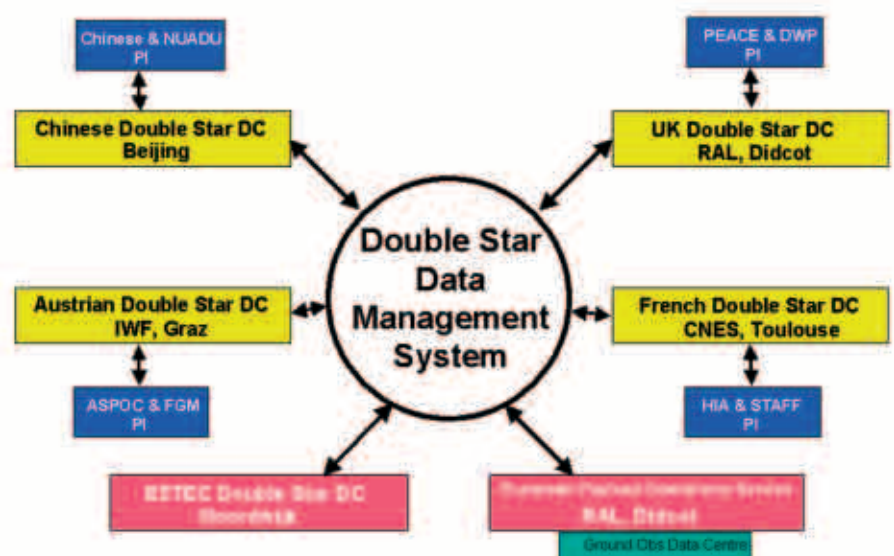 Chinese & NUADU
PI
PEACE & DWP
PI
Chinese Double Star DC
Beijing
UK Double Star DC
RAL, Didcot
Double Star
Data
Management
System
Austrian Double Star DC
IWF, Graz
French Double Star DC
CNES, Toulouse
ASPOC & FGM
PI
HIA & STAFF
PI
ESTEC Double Star DC
RAL, Didcot
Ground Obs Data Centre